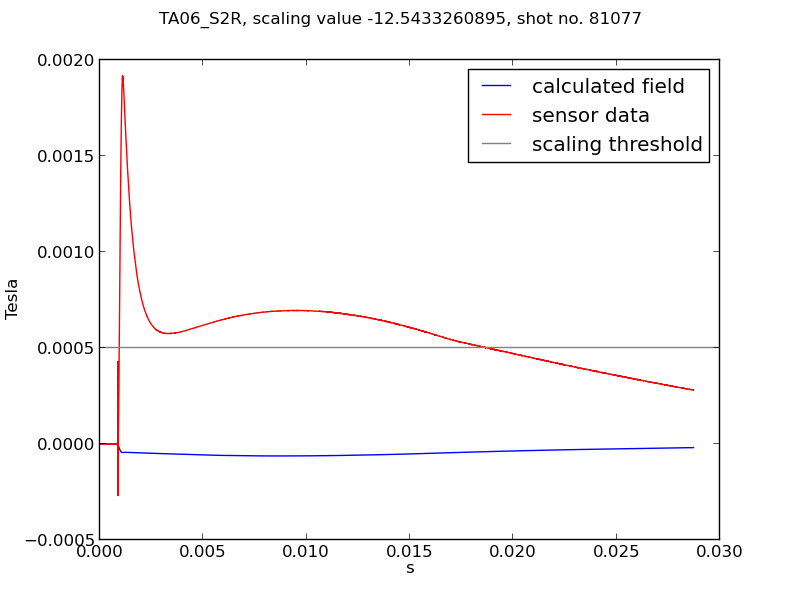 TA06_S2R, scaling value -12.5433260895, shot no. 81077
calculated field
sensor data
scaling threshold
0.0020
0.0015
0.0010
0.0005
0.0000
−0.0005
Tesla
0.000
0.005
0.010
0.015
0.020
0.025
0.030
s